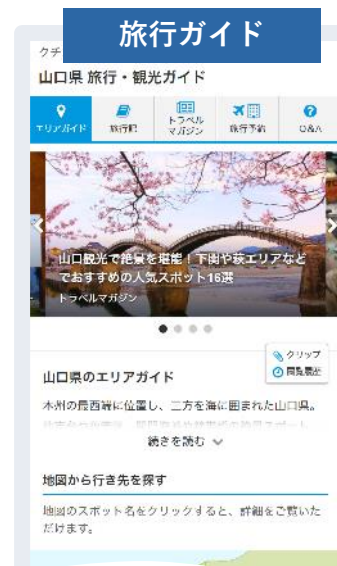 旅行ガイド
クチ
山口県 旅行・観光ガイド
エリアガイド
旅行記
トラベル
マガジン
旅行予約
Q&A
山口観光で絶景を堪能！下関や萩エリアなど
でおすすめの人気スポット16選
トラベルマガジン
クリップ
閲覧履歴
山口県のエリアガイド
本州の最西端に位置し、三方を海に囲まれた山口県。
続きを読む
地図から行き先を探す
地図のスポット名をクリックすると、詳細をご覧いた
だけます。